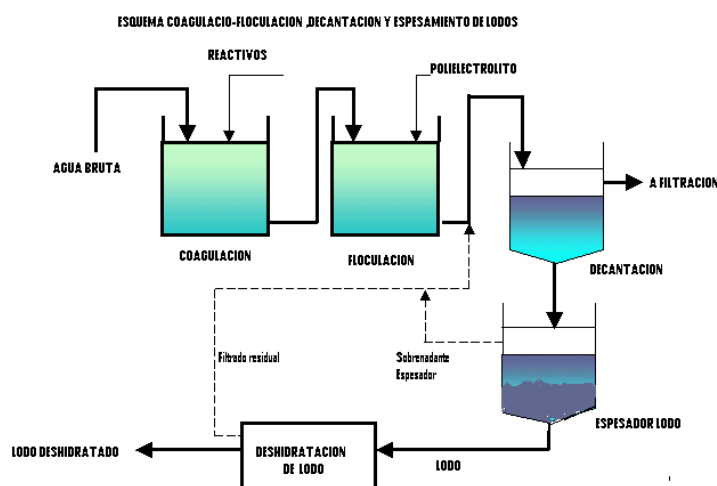 ESQUEMA COAGULACIO-FLOCULACION ,DECANTACION Y ESPESAMIENTO DE LODOS
REACTIVOS
POLIELECTROLITO
AGUA BRUTA
A FILTRACION
COAGULACION
FLOCULACION
DECANTACION
Filtrado residual
Sobrenadante
Espesador
ESPESADOR LODO
LODO DESHIDRATADO
DESHIDRATACION
DE LODO
LODO